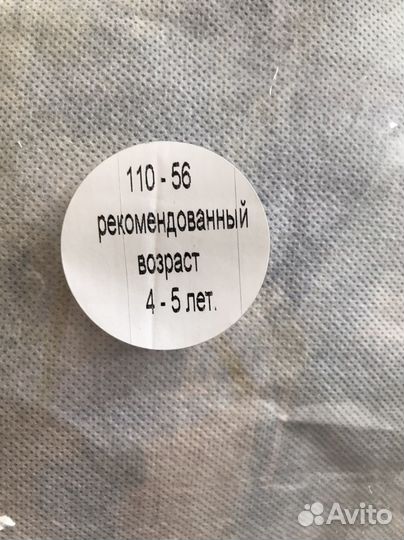 110 - 56
рекомендованный
возраст
4 - 5 лет.
Avito